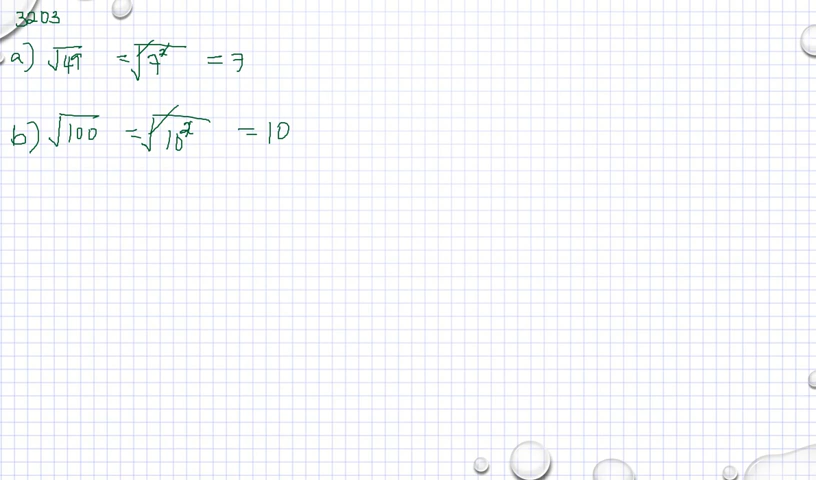 3203
a) √49 = √7² = 7
b) √100 = √10² = 10